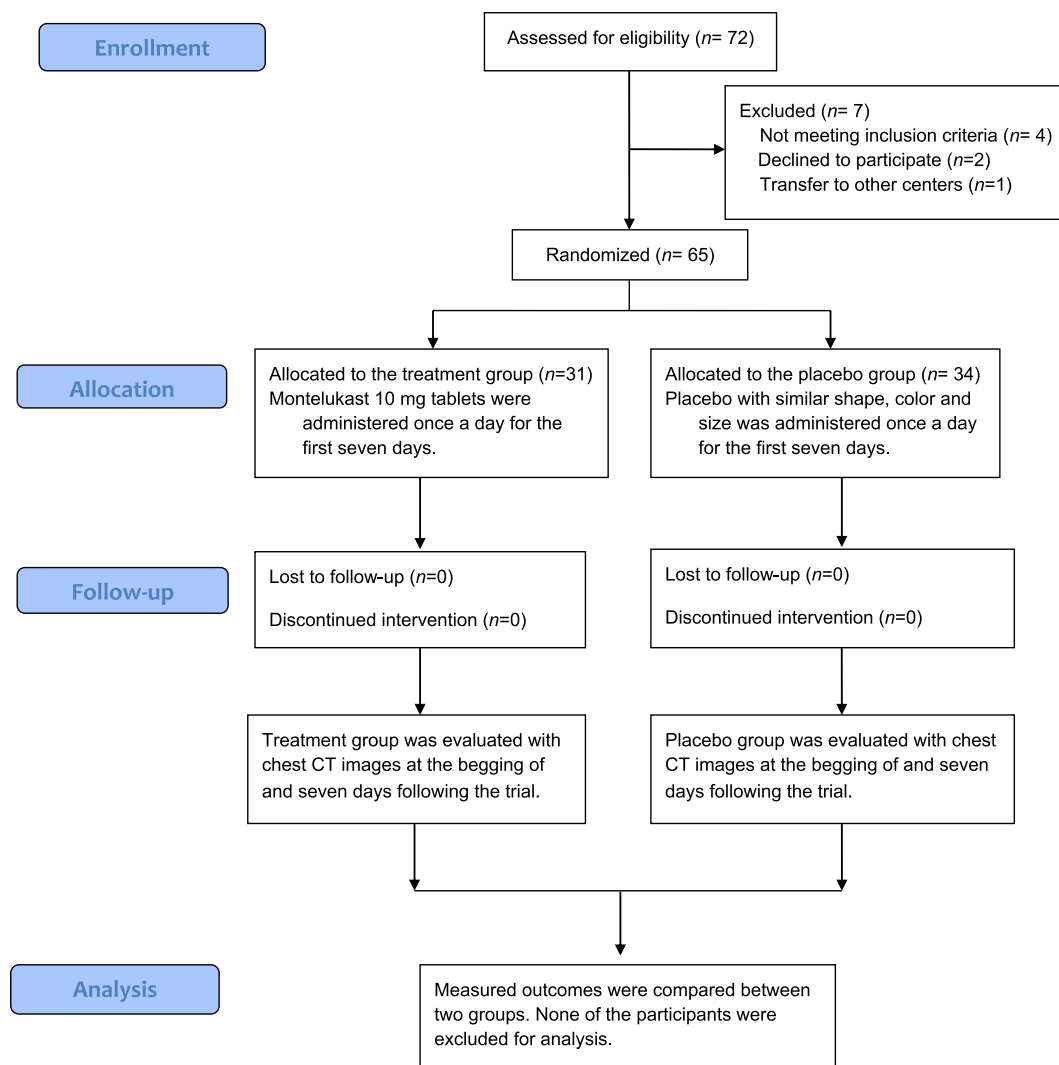 Enrollment
Assessed for eligibility (n= 72)
Excluded (n= 7)
Not meeting inclusion criteria (n= 4)
Declined to participate (n=2)
Transfer to other centers (n=1)
Randomized (n= 65)
Allocation
Allocated to the treatment group (n=31)
Montelukast 10 mg tablets were
administered once a day for the
first seven days.
Allocated to the placebo group (n= 34)
Placebo with similar shape, color and
size was administered once a day
for the first seven days.
Follow-up
Lost to follow-up (n=0)
Discontinued intervention (n=0)
Lost to follow-up (n=0)
Discontinued intervention (n=0)
Treatment group was evaluated with
chest CT images at the begging of
and seven days following the trial.
Placebo group was evaluated with chest
CT images at the begging of and seven
days following the trial.
Analysis
Measured outcomes were compared between
two groups. None of the participants were
excluded for analysis.